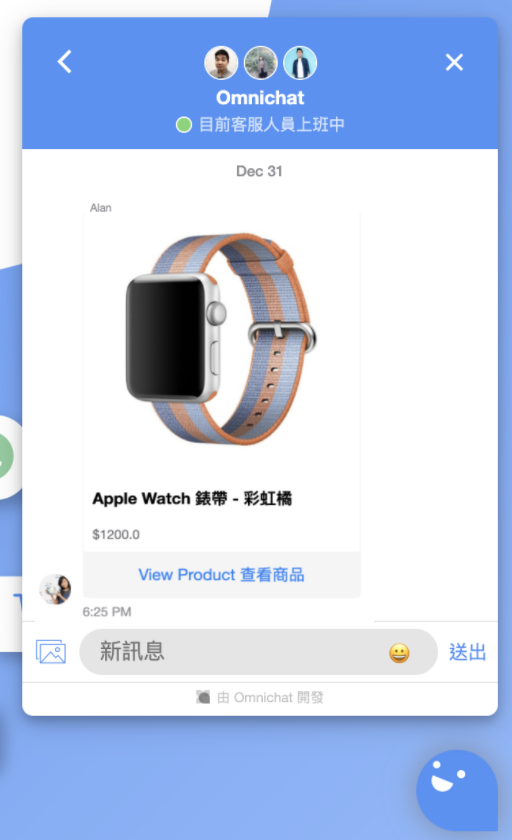 Omnichat
目前客服人員上班中
Dec 31
Alan
Apple Watch 錶帶 - 彩虹橘
$1200.0
View Product 查看商品
6:25 PM
新訊息
送出
由 Omnichat 開發